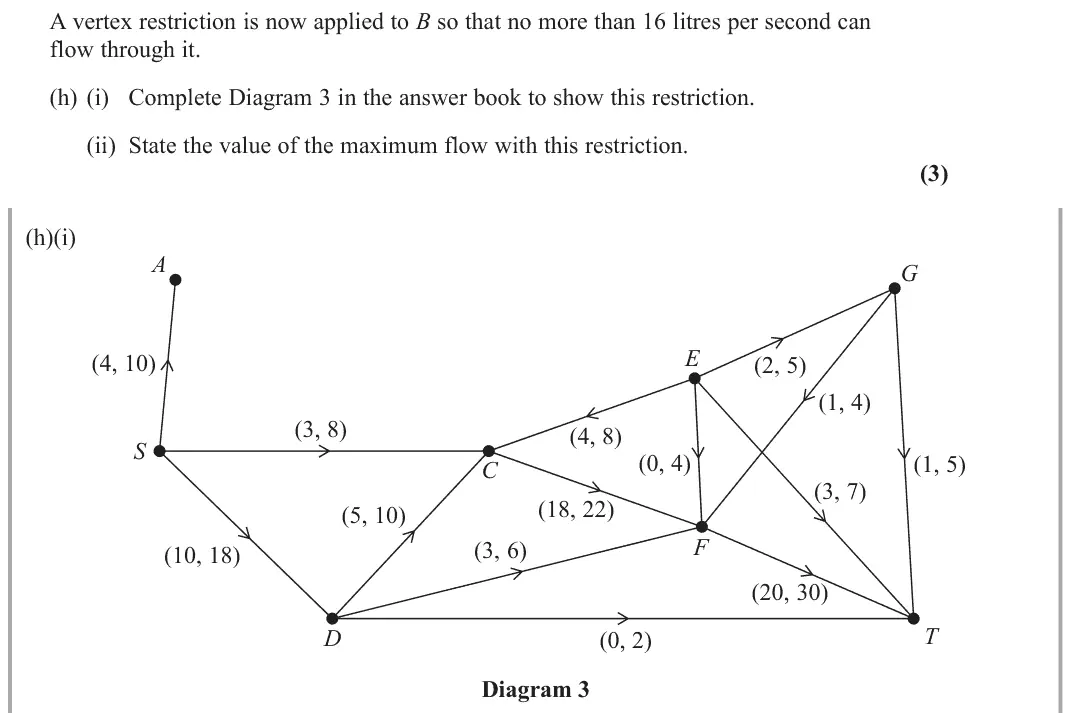 A vertex restriction is now applied to B so that no more than 16 litres per second can
flow through it.
(h) (i) Complete Diagram 3 in the answer book to show this restriction.
(ii) State the value of the maximum flow with this restriction.
(3)
(h)(i)
A
G
(4, 10)
E
(2, 5)
(1, 4)
(3, 8)
(4, 8)
S
C
(0, 4)
(1, 5)
(3, 7)
(5, 10)
(18, 22)
(10, 18)
(3, 6)
F
(20, 30)
D
(0, 2)
T
Diagram 3